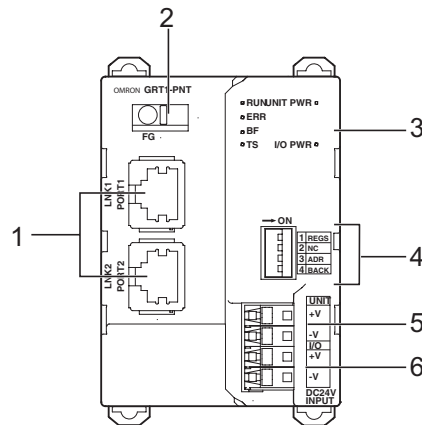 2
OMRON GRT1-PNT
FG
RUN UNIT PWR
ERR
BF
TS I/O PWR
3
LNK1
PORT1
LNK2
PORT2
1
ON
1 REGS
2 NC
3 ADR
4 BACK
4
UNIT
+V
-V
5
I/O
+V
-V
6
DC24V
INPUT